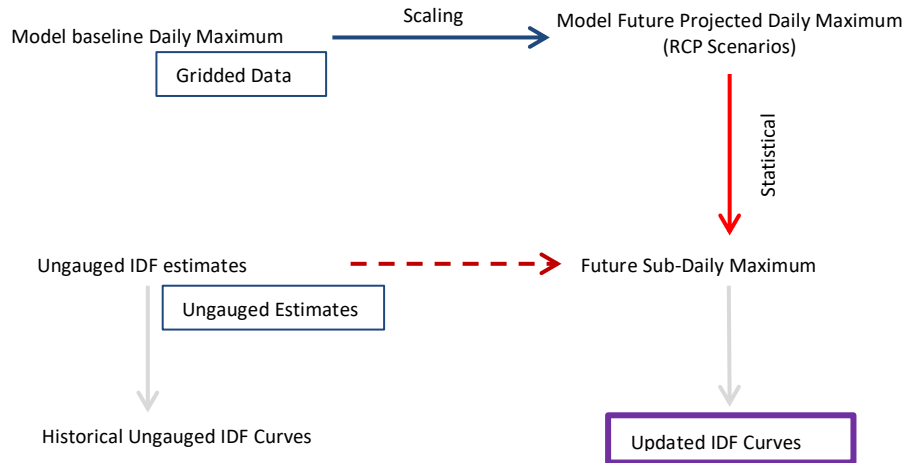 Scaling
Model baseline Daily Maximum
Model Future Projected Daily Maximum
(RCP Scenarios)
Gridded Data
Statistical
Ungauged IDF estimates
Future Sub-Daily Maximum
Ungauged Estimates
Historical Ungauged IDF Curves
Updated IDF Curves